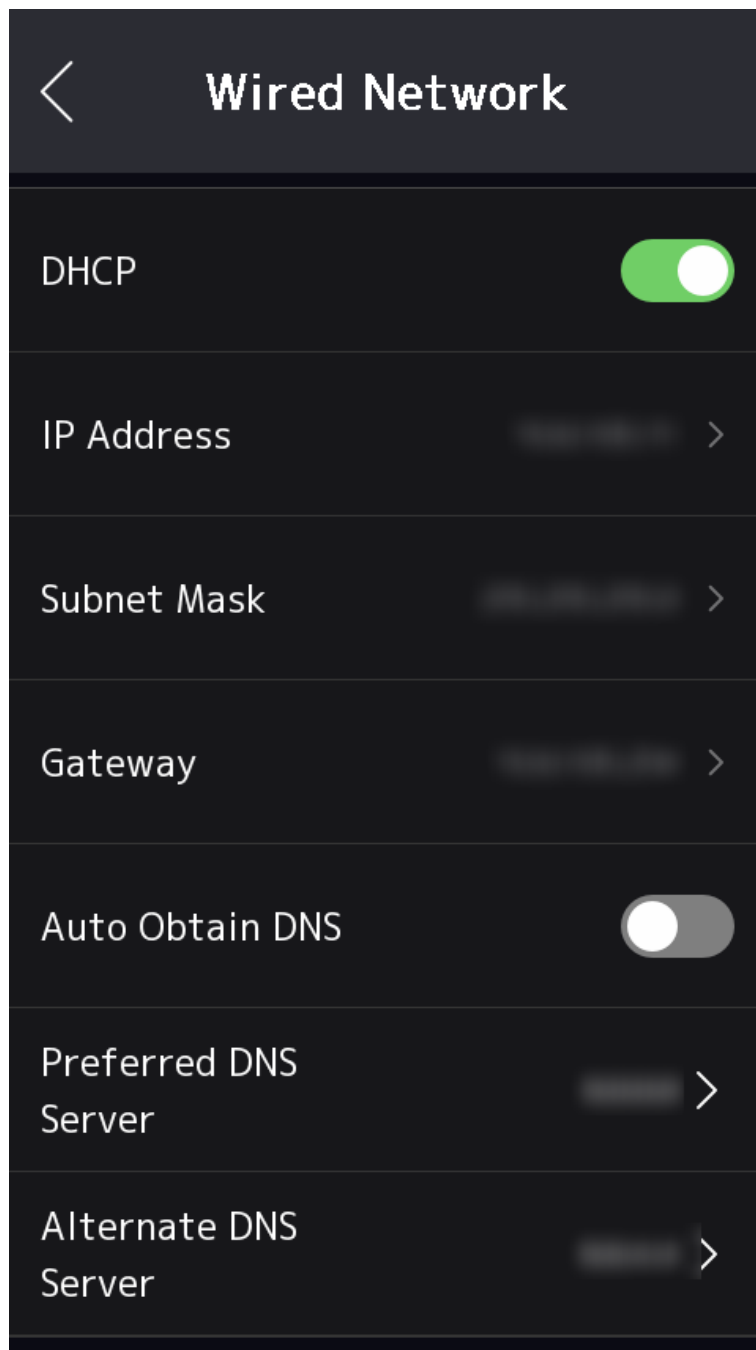 Wired Network
DHCP
IP Address
Subnet Mask
Gateway
Auto Obtain DNS
Preferred DNS
Server
Alternate DNS
Server